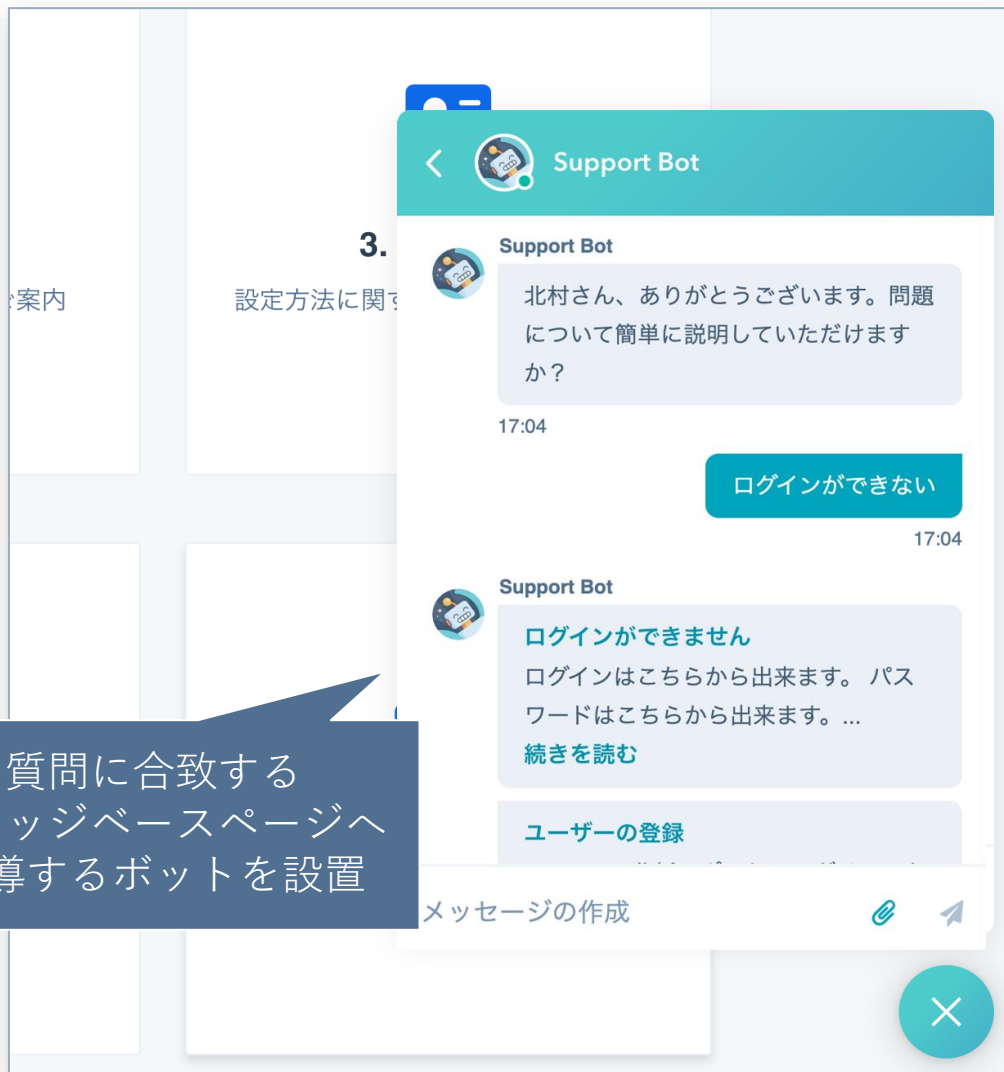 Support Bot
3.
案内
設定方法に関す
Support Bot
北村さん、ありがとうございます。問題
について簡単に説明していただけます
か？
17:04
ログインができない
17:04
Support Bot
ログインができません
ログインはこちらから出来ます。 パス
ワードはこちらから出来ます。...
続きを読む
ユーザーの登録
質問に合致する
ッジベースページへ
導するボットを設置
メッセージの作成